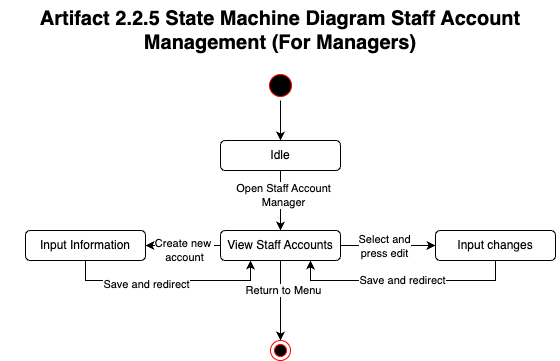 Artifact 2.2.5 State Machine Diagram Staff Account
Management (For Managers)
Idle
Open Staff Account
Manager
Input Information
Create new
account
View Staff Accounts
Select and
press edit
Input changes
Save and redirect
Return to Menu
Save and redirect